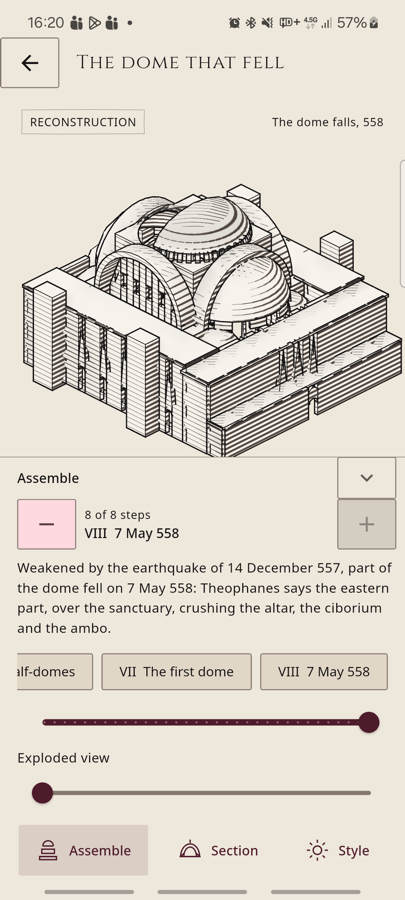 16:20 HD+ 4.5G 57%
The dome that fell
RECONSTRUCTION
The dome falls, 558
Assemble
8 of 8 steps
VIII 7 May 558
Weakened by the earthquake of 14 December 557, part of
the dome fell on 7 May 558: Theophanes says the eastern
part, over the sanctuary, crushing the altar, the ciborium
and the ambo.
alf-domes VII The first dome VIII 7 May 558
Exploded view
Assemble Section Style